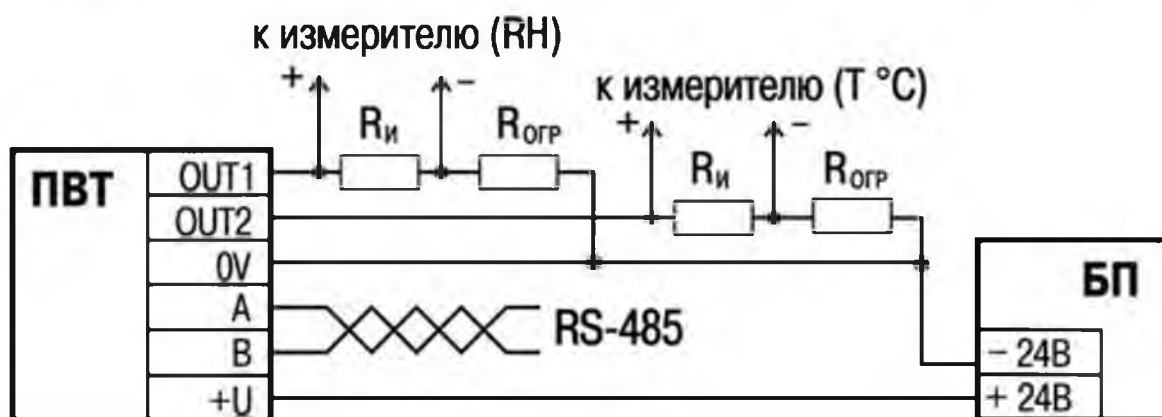 к измерителю (RH)
+
−
к измерителю (T °C)
+
−
Rи
Rогр
Rи
Rогр
ПВТ
OUT1
OUT2
0V
A
B
+U
RS-485
БП
− 24В
+ 24В